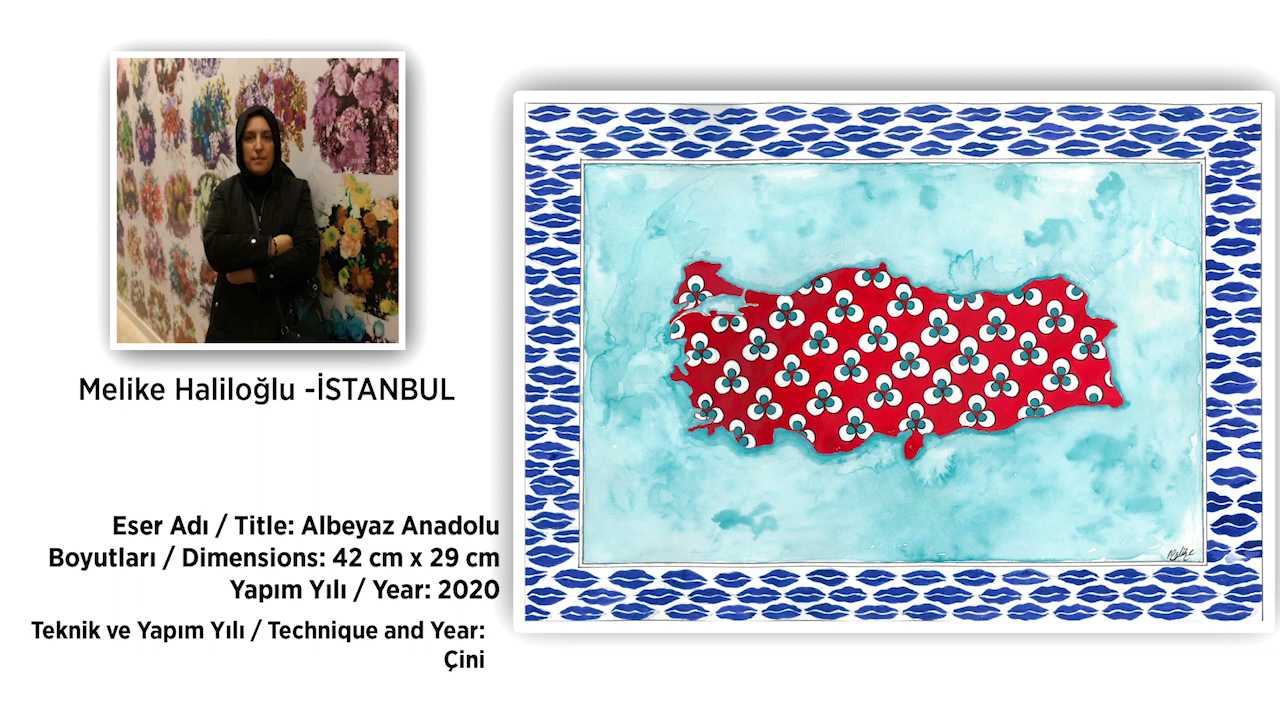 Melike Haliloğlu -İSTANBUL
Eser Adı / Title: Albeyaz Anadolu
Boyutları / Dimensions: 42 cm x 29 cm
Yapım Yılı / Year: 2020
Teknik ve Yapım Yılı / Technique and Year:
Çini
Melike